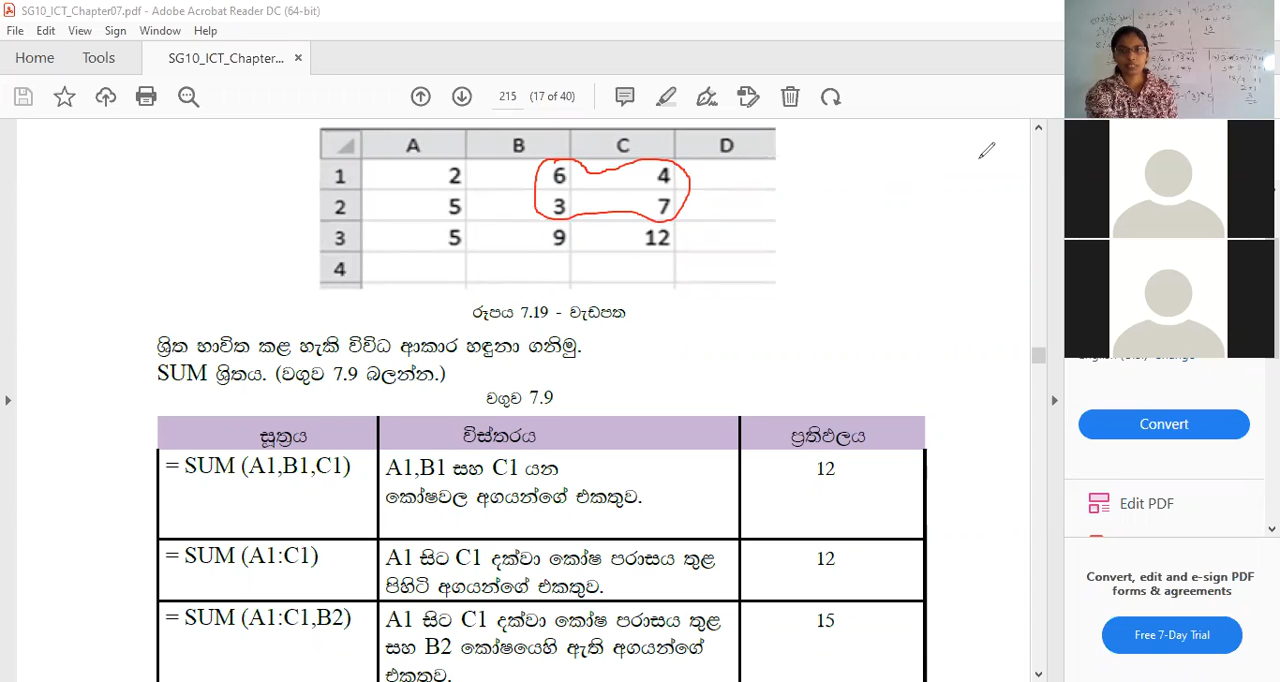 SG10_ICT_Chapter07.pdf - Adobe Acrobat Reader DC (64-bit)
File Edit View Sign Window Help
Home Tools SG10_ICT_Chapter... ×
215 (17 of 40)
A B C D
1 2 6 4
2 5 3 7
3 5 9 12
4
රූපය 7.19 - වැඩපත
ශ්‍රිත භාවිත කළ හැකි විවිධ ආකාර හඳුනා ගනිමු.
SUM ශ්‍රිතය. (වගුව 7.9 බලන්න.)
වගුව 7.9
සූත්‍රය විස්තරය ප්‍රතිඵලය
= SUM (A1,B1,C1) A1,B1 සහ C1 යන 12
කෝෂවල අගයන්ගේ එකතුව.
= SUM (A1:C1) A1 සිට C1 දක්වා කෝෂ පරාසය තුළ 12
පිහිටි අගයන්ගේ එකතුව.
= SUM (A1:C1,B2) A1 සිට C1 දක්වා කෝෂ පරාසය තුළ 15
සහ B2 කෝෂයෙහි ඇති අගයන්ගේ
එකතුව.
Convert
Edit PDF
Convert, edit and e-sign PDF
forms & agreements
Free 7-Day Trial